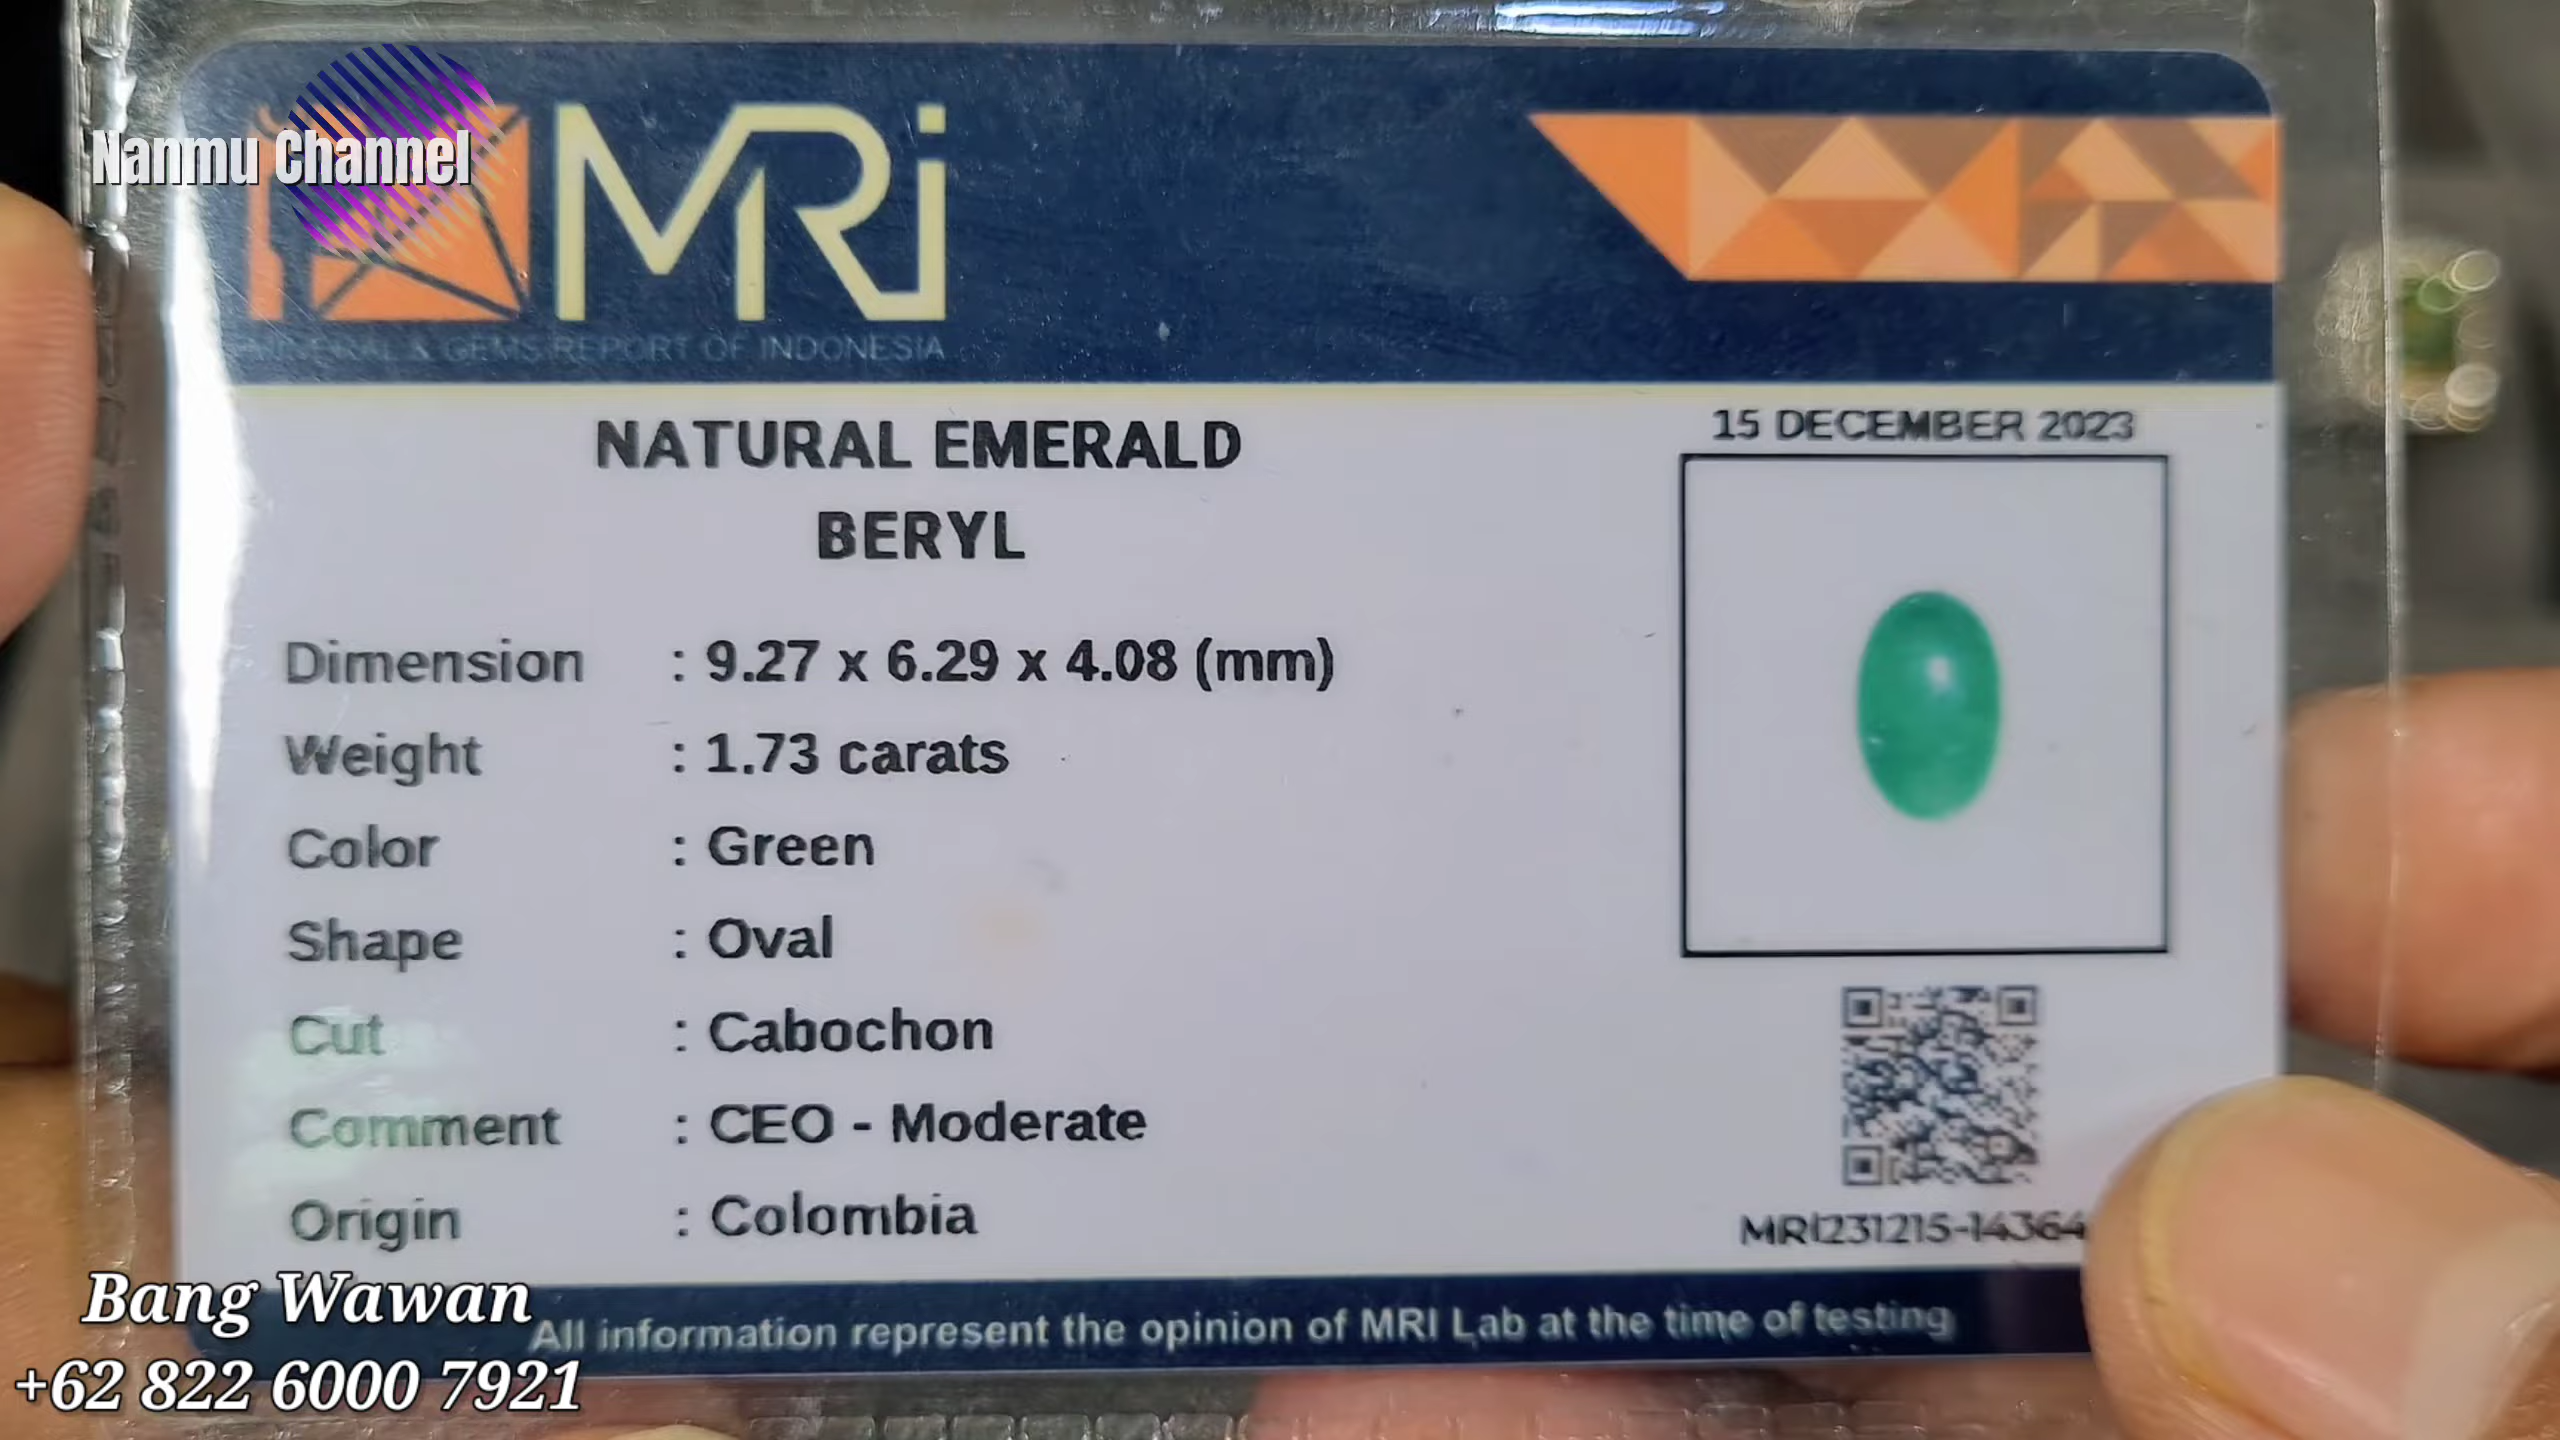 Nanmu Channel
MRi
MINERAL & GEMS REPORT OF INDONESIA
NATURAL EMERALD
BERYL
15 DECEMBER 2023
Dimension : 9.27 x 6.29 x 4.08 (mm)
Weight : 1.73 carats
Color : Green
Shape : Oval
Cut : Cabochon
Comment : CEO - Moderate
Origin : Colombia
MRI231215-14364
All information represent the opinion of MRI Lab at the time of testing
Bang Wawan
+62 822 6000 7921